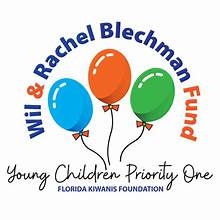 Wil & Rachel Blechman Fund
Young Children Priority One
FLORIDA KIWANIS FOUNDATION